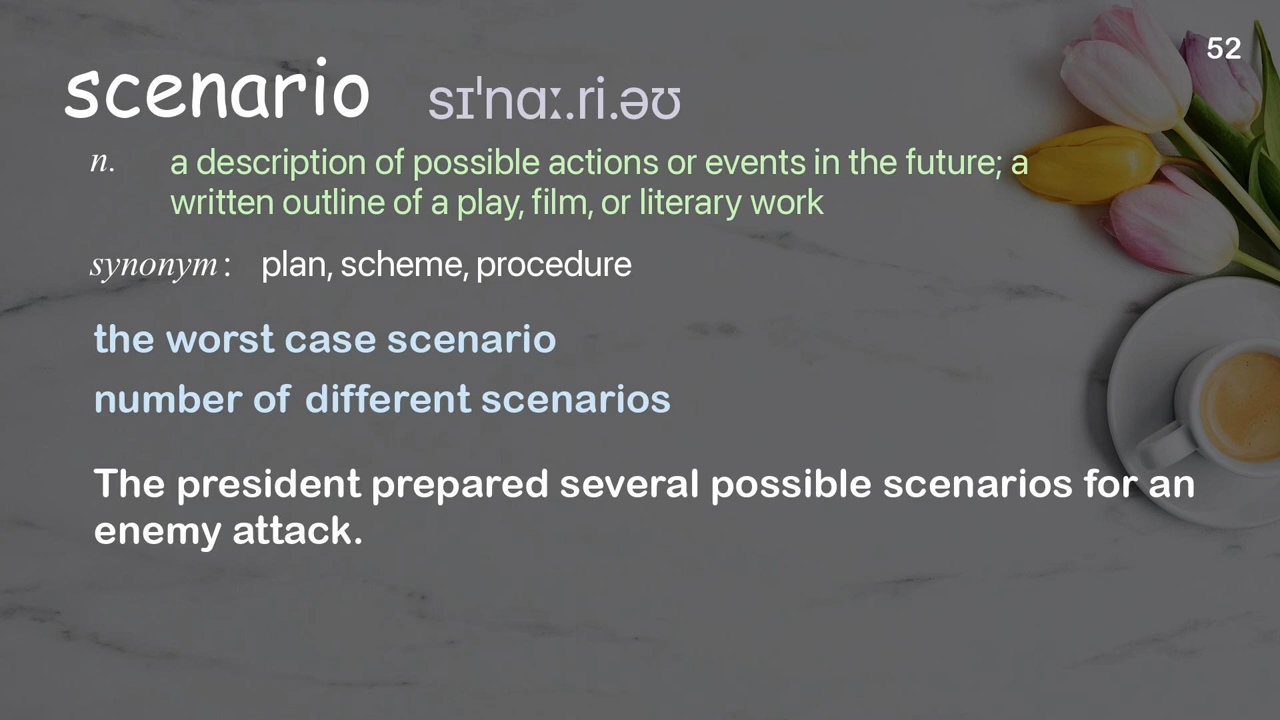 52
scenario sɪˈnɑː.ri.əʊ
n. a description of possible actions or events in the future; a
written outline of a play, film, or literary work
synonym : plan, scheme, procedure
the worst case scenario
number of different scenarios
The president prepared several possible scenarios for an
enemy attack.